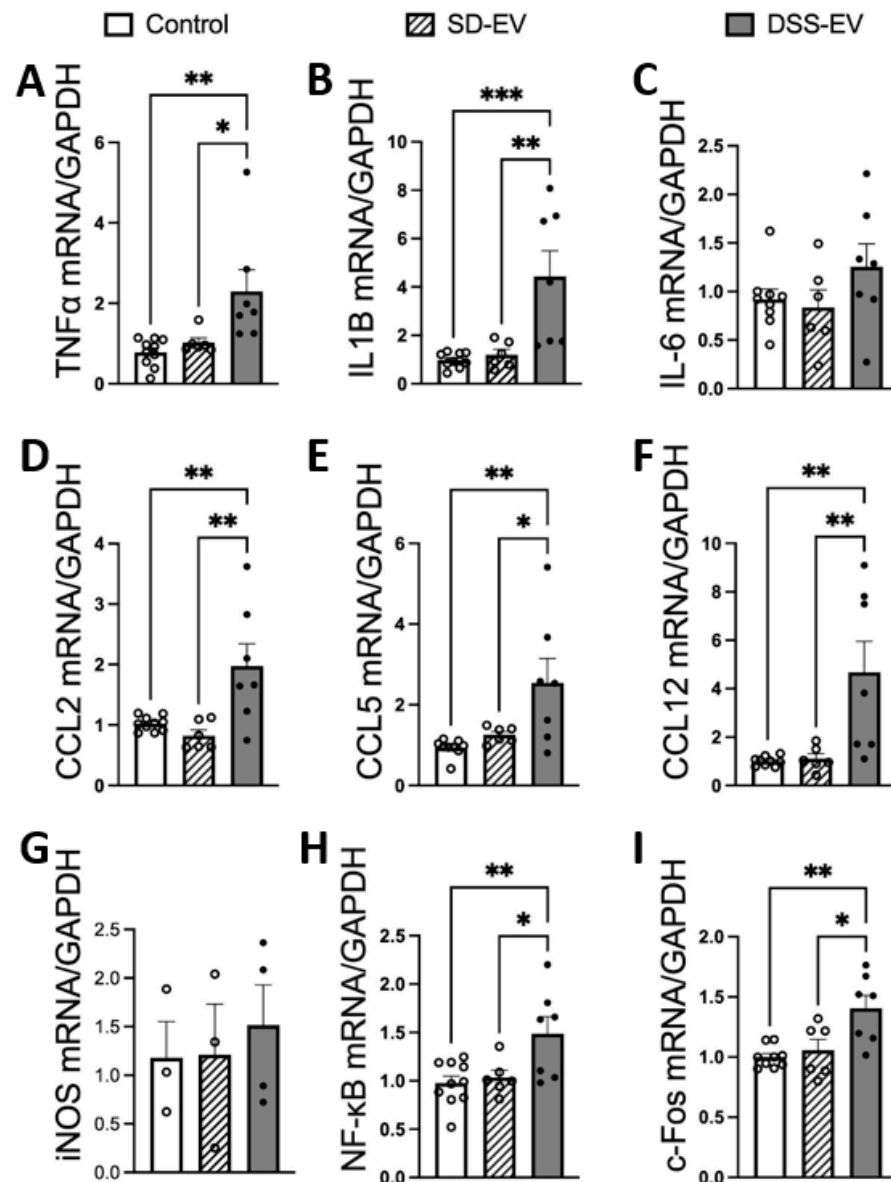 Control SD-EV DSS-EV
A B C
TNFα mRNA/GAPDH
0 2 4 6
** *
IL1B mRNA/GAPDH
0 2 4 6 8 10
*** **
IL-6 mRNA/GAPDH
0.0 0.5 1.0 1.5 2.0 2.5
D E F
CCL2 mRNA/GAPDH
0 1 2 3 4
** **
CCL5 mRNA/GAPDH
0 2 4 6
** *
CCL12 mRNA/GAPDH
0 2 4 6 8 10
** **
G H I
iNOS mRNA/GAPDH
0.0 0.5 1.0 1.5 2.0 2.5
NF-κB mRNA/GAPDH
0.0 0.5 1.0 1.5 2.0 2.5
** *
c-Fos mRNA/GAPDH
0.0 0.5 1.0 1.5 2.0
** *